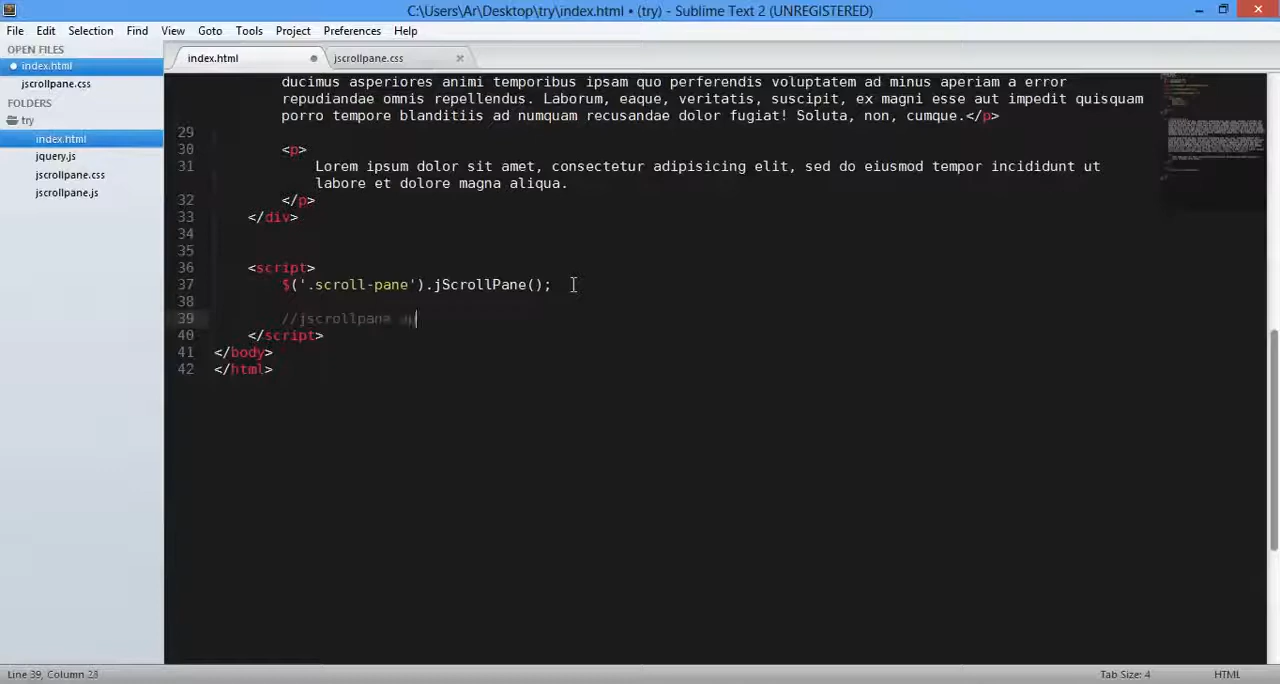 C:\Users\Ar\Desktop\try\index.html • (try) - Sublime Text 2 (UNREGISTERED)
File Edit Selection Find View Goto Tools Project Preferences Help
OPEN FILES
index.html
jscrollpane.css
FOLDERS
try
index.html
jquery.js
jscrollpane.css
jscrollpane.js
index.html jscrollpane.css
ducimus asperiores animi temporibus ipsam quo perferendis voluptatem ad minus aperiam a error
repudiandae omnis repellendus. Laborum, eaque, veritatis, suscipit, ex magni esse aut impedit quisquam
porro tempore blanditiis ad numquam recusandae dolor fugiat! Soluta, non, cumque.</p>
29
30 <p>
31 Lorem ipsum dolor sit amet, consectetur adipisicing elit, sed do eiusmod tempor incididunt ut
labore et dolore magna aliqua.
32 </p>
33 </div>
34
35
36 <script>
37 $('.scroll-pane').jScrollPane();
38
39 //jscrollpane
40 </script>
41 </body>
42 </html>
Line 39, Column 23 Tab Size: 4 HTML